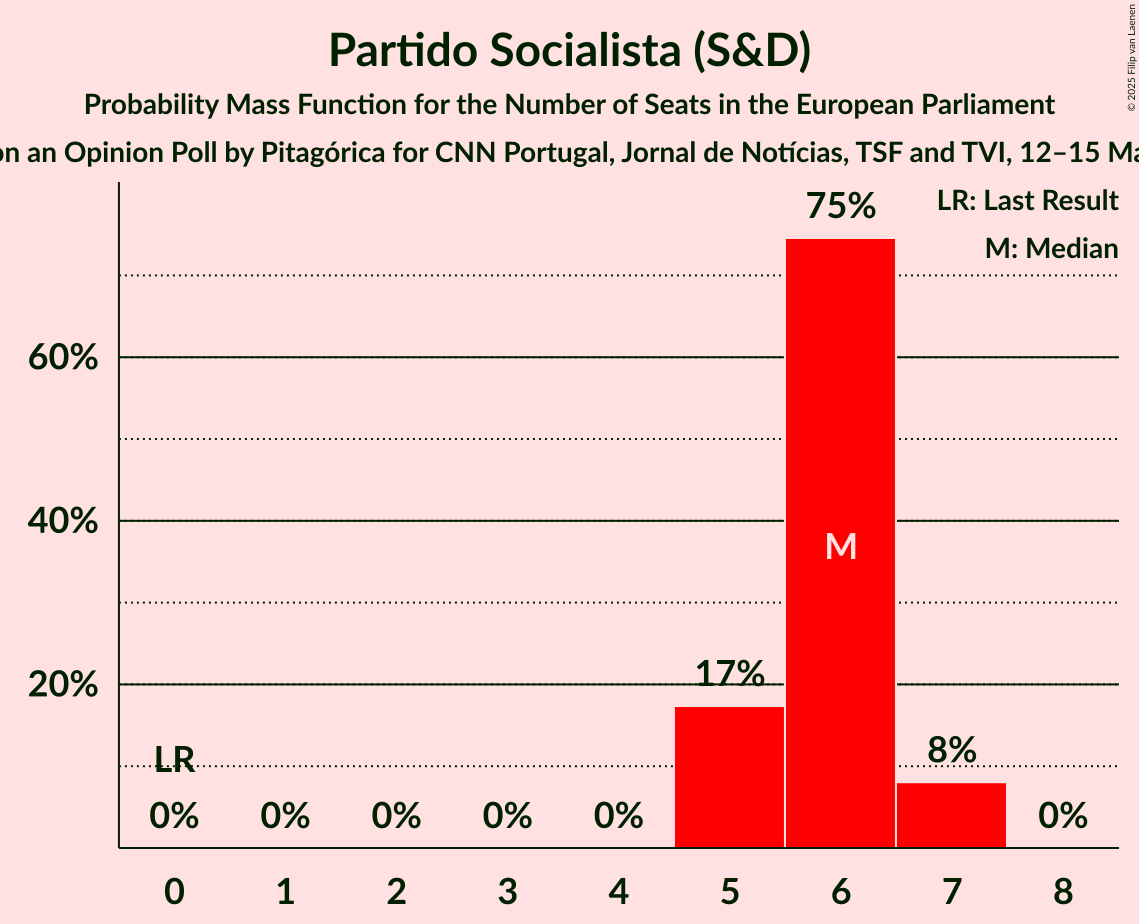 Partido Socialista (S&D)
Probability Mass Function for the Number of Seats in the European Parliament
on an Opinion Poll by Pitagórica for CNN Portugal, Jornal de Notícias, TSF and TVI, 12–15 Ma
© 2025 Filip van Laenen
LR: Last Result
M: Median
75%
60%
40%
M
20%
17%
8%
LR
0% 0% 0% 0% 0% 0%
0 1 2 3 4 5 6 7 8